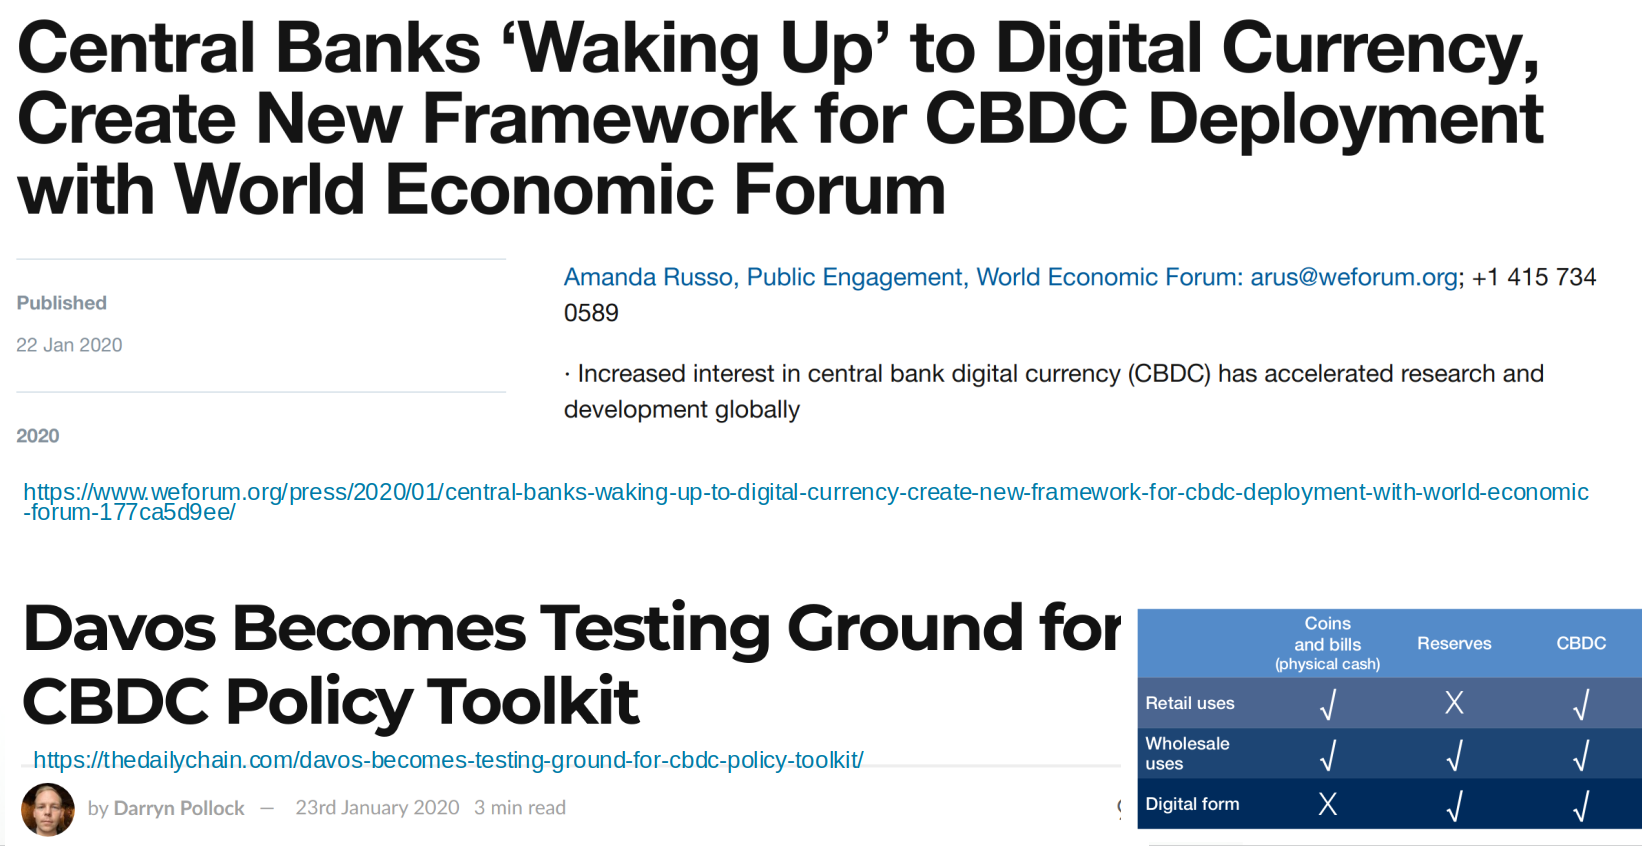 Central Banks ‘Waking Up’ to Digital Currency,
Create New Framework for CBDC Deployment
with World Economic Forum
Published
22 Jan 2020
2020
Amanda Russo, Public Engagement, World Economic Forum: arus@weforum.org; +1 415 734
0589
· Increased interest in central bank digital currency (CBDC) has accelerated research and
development globally
https://www.weforum.org/press/2020/01/central-banks-waking-up-to-digital-currency-create-new-framework-for-cbdc-deployment-with-world-economic
-forum-177ca5d9ee/
Davos Becomes Testing Ground for
CBDC Policy Toolkit
https://thedailychain.com/davos-becomes-testing-ground-for-cbdc-policy-toolkit/
by Darryn Pollock — 23rd January 2020 3 min read
Coins
and bills
(physical cash)
Reserves
CBDC
Retail uses √ X √
Wholesale
uses √ √ √
Digital form X √ √